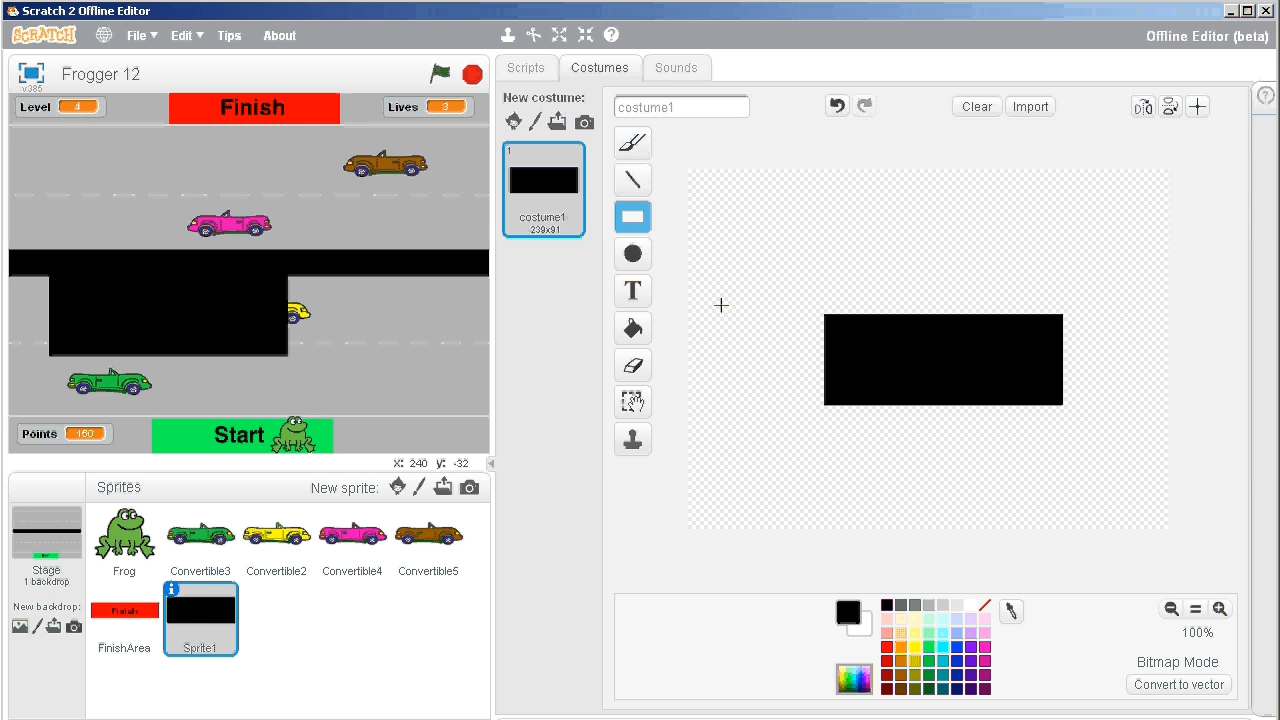 Scratch 2 Offline Editor
SCRATCH File Edit Tips About Offline Editor (beta)
Frogger 12
v385
Level 4 Finish Lives 3
Points 160 Start
x: 240 y: -32
Scripts Costumes Sounds
New costume:
1
costume1
239x91
costume1
Clear Import
T
100%
Bitmap Mode
Convert to vector
Sprites New sprite:
Stage
1 backdrop
New backdrop:
Frog Convertible3 Convertible2 Convertible4 Convertible5
Finish
FinishArea Sprite1